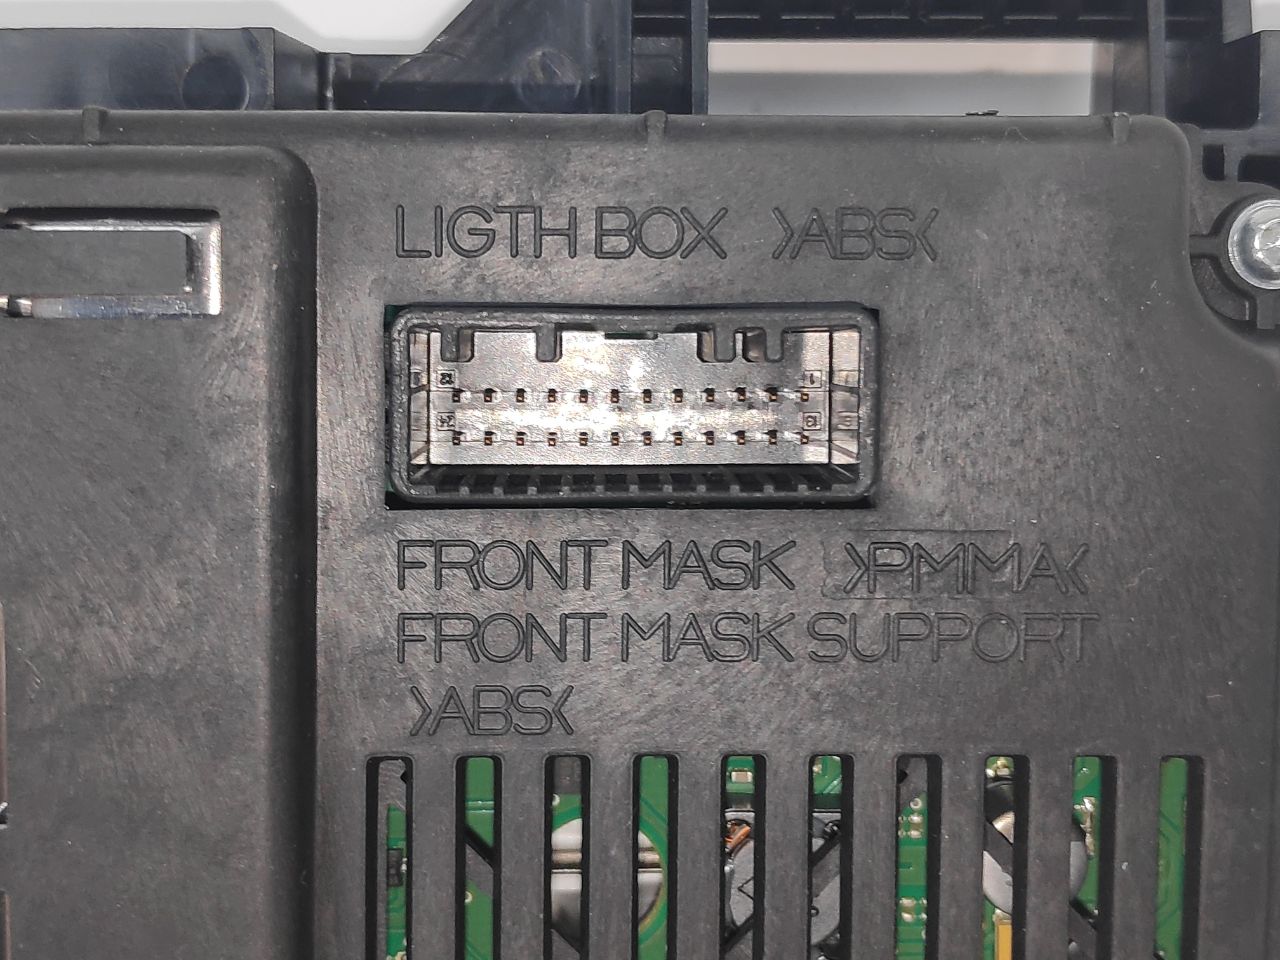 LIGTH BOX >ABS<
FRONT MASK >PMMA<
FRONT MASK SUPPORT
>ABS<